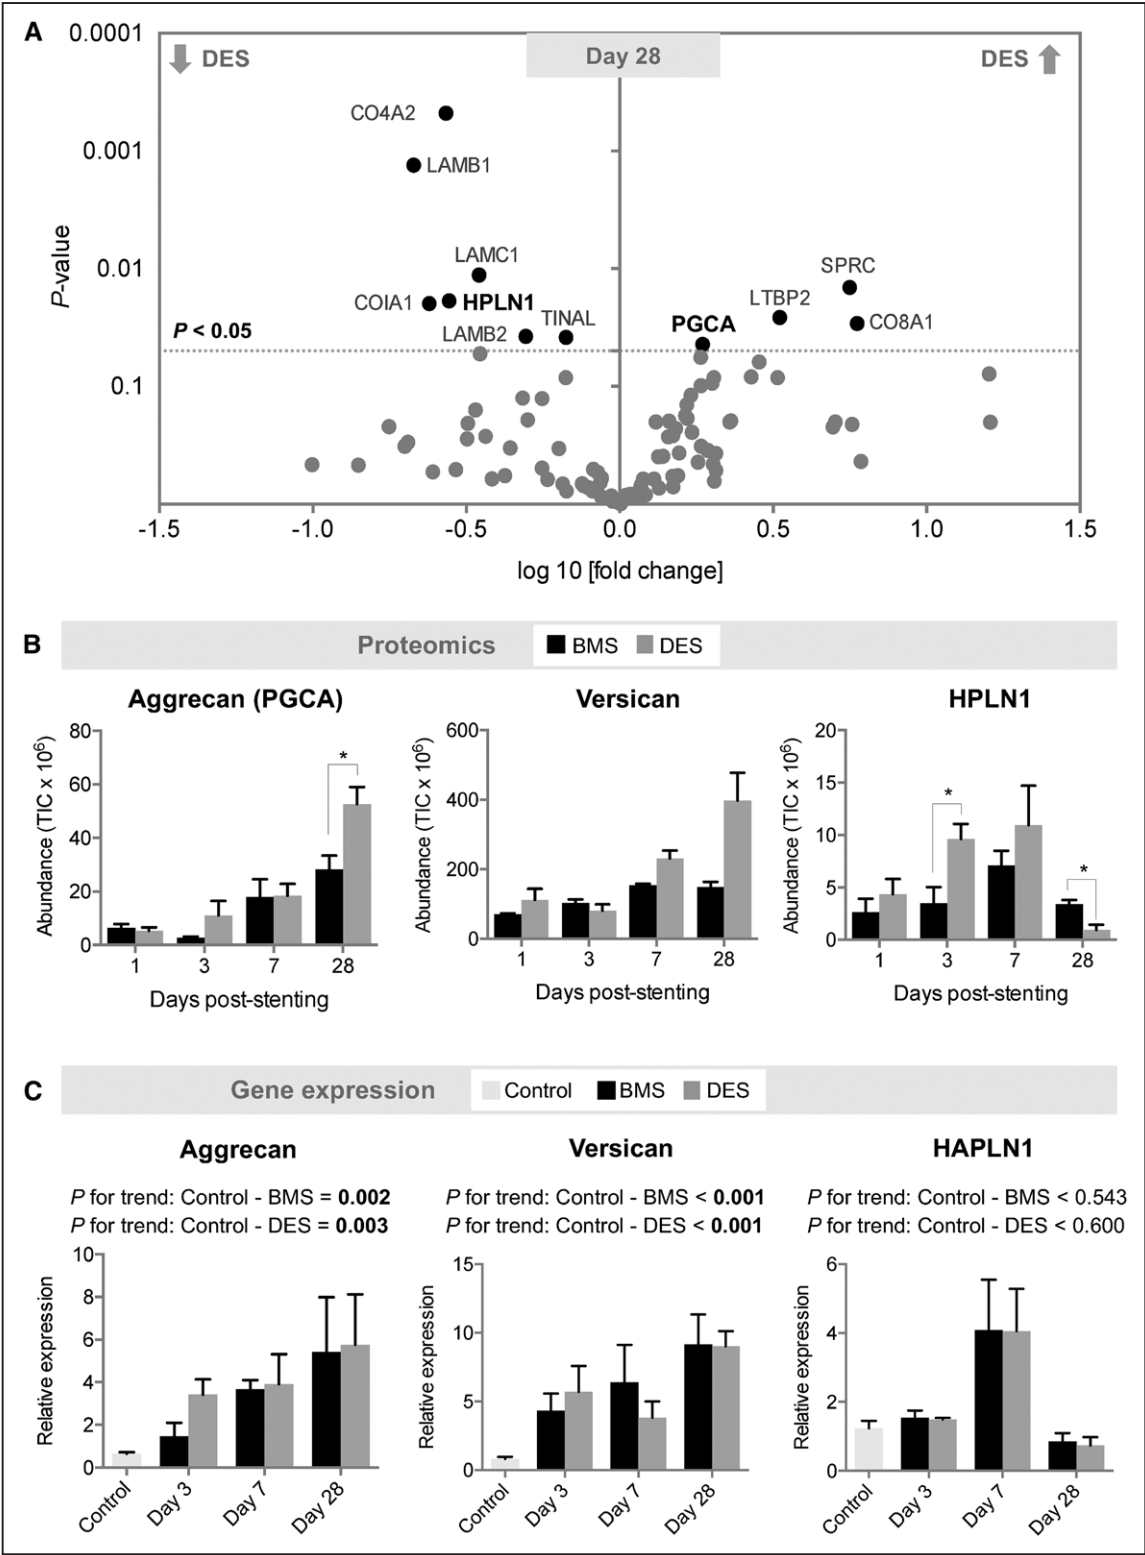 A
0.0001
DES
Day 28
DES
CO4A2
0.001
LAMB1
P-value
LAMC1
0.01
SPRC
COIA1
HPLN1
LTBP2
TINAL
PGCA
CO8A1
P < 0.05
LAMB2
0.1
-1.5 -1.0 -0.5 0.0 0.5 1.0 1.5
log 10 [fold change]
B
Proteomics
BMS
DES
Aggrecan (PGCA)
Abundance (TIC x 10⁶)
80
60
40
20
0
*
1 3 7 28
Days post-stenting
Versican
Abundance (TIC x 10⁶)
600
400
200
0
1 3 7 28
Days post-stenting
HPLN1
Abundance (TIC x 10⁶)
20
15
10
5
0
*
*
1 3 7 28
Days post-stenting
C
Gene expression
Control
BMS
DES
Aggrecan
P for trend: Control - BMS = 0.002
P for trend: Control - DES = 0.003
Relative expression
10
8
6
4
2
0
Control
Day 3
Day 7
Day 28
Versican
P for trend: Control - BMS < 0.001
P for trend: Control - DES < 0.001
Relative expression
15
10
5
0
Control
Day 3
Day 7
Day 28
HAPLN1
P for trend: Control - BMS < 0.543
P for trend: Control - DES < 0.600
Relative expression
6
4
2
0
Control
Day 3
Day 7
Day 28